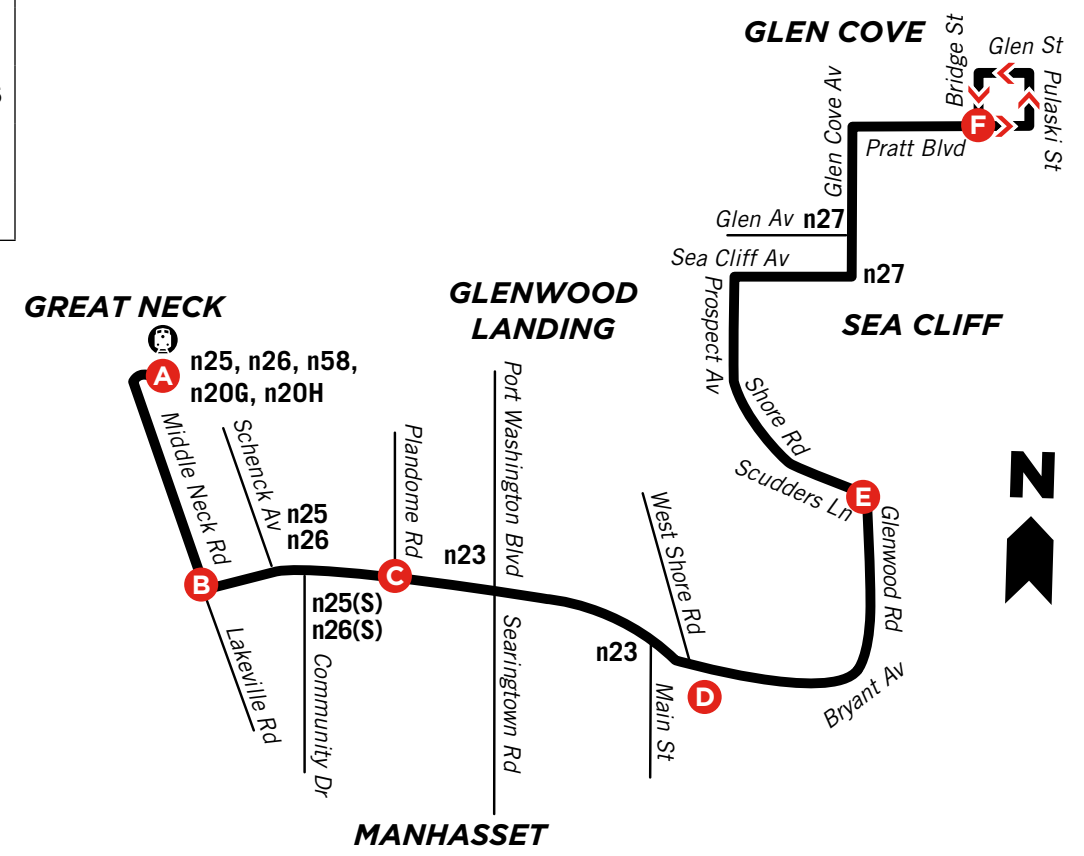 GLEN COVE
Bridge St
Glen St
Pulaski St
F
Pratt Blvd
Glen Cove Av
Glen Av n27
Sea Cliff Av
n27
Prospect Av
SEA CLIFF
GREAT NECK
GLENWOOD
LANDING
A
n25, n26, n58,
n20G, n20H
Middle Neck Rd
Schenck Av
n25
n26
Plandome Rd
Port Washington Blvd
n23
Shore Rd
Scudders Ln
E
Glenwood Rd
N
West Shore Rd
B
C
n25(S)
n26(S)
Lakeville Rd
Community Dr
Searingtown Rd
n23
Main St
D
Bryant Av
MANHASSET